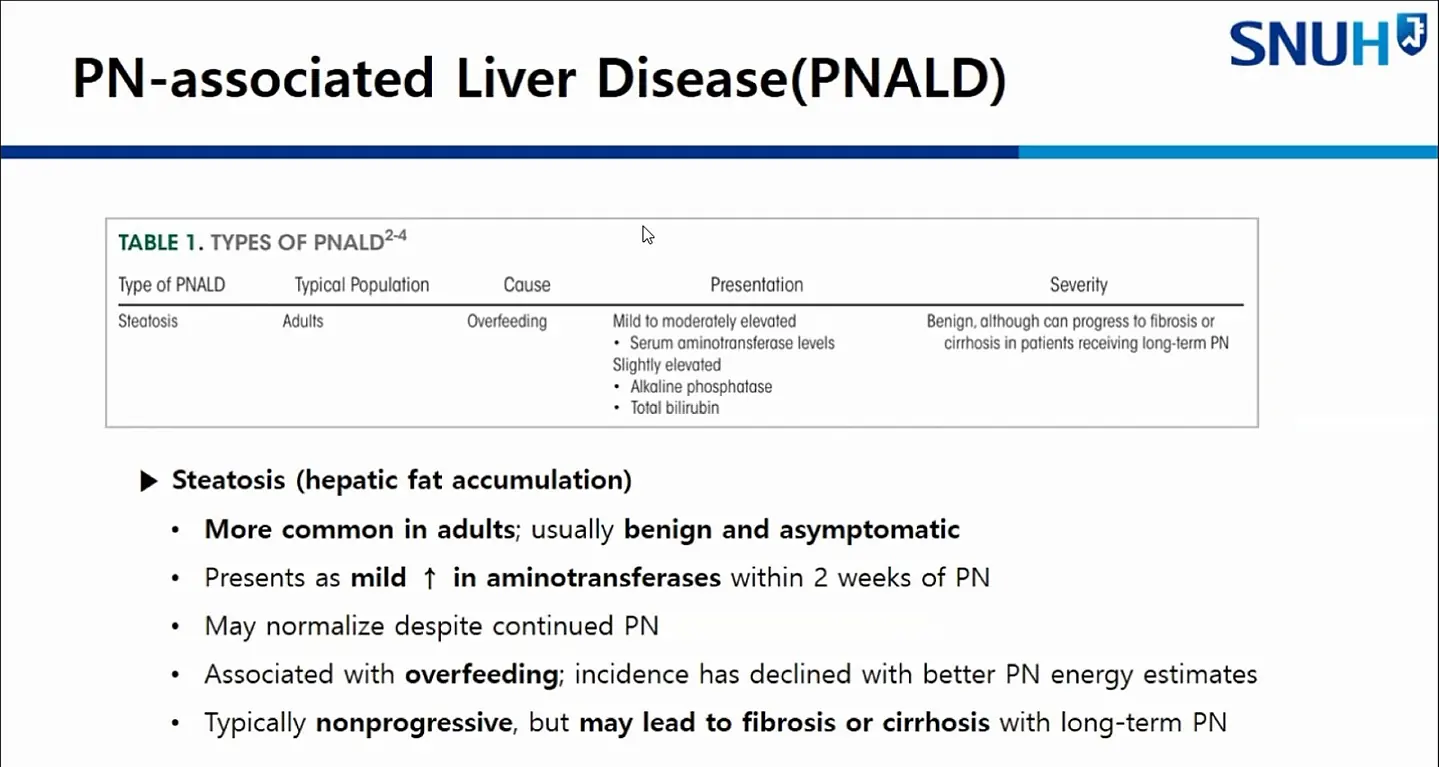 SNUH
PN-associated Liver Disease(PNALD)
TABLE 1. TYPES OF PNALD2-4
Type of PNALD Typical Population Cause Presentation Severity
Steatosis Adults Overfeeding Mild to moderately elevated Benign, although can progress to fibrosis or
• Serum aminotransferase levels cirrhosis in patients receiving long-term PN
Slightly elevated
• Alkaline phosphatase
• Total bilirubin
▶ Steatosis (hepatic fat accumulation)
• More common in adults; usually benign and asymptomatic
• Presents as mild ↑ in aminotransferases within 2 weeks of PN
• May normalize despite continued PN
• Associated with overfeeding; incidence has declined with better PN energy estimates
• Typically nonprogressive, but may lead to fibrosis or cirrhosis with long-term PN